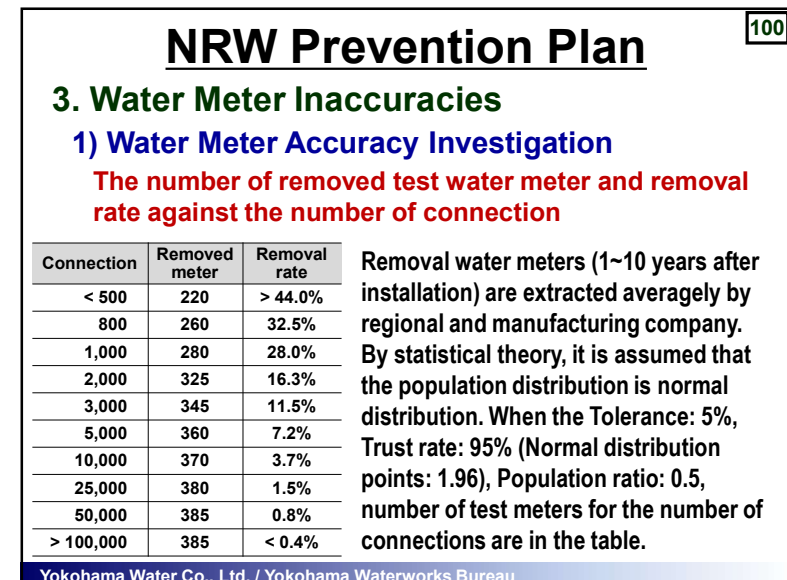 100
NRW Prevention Plan
3. Water Meter Inaccuracies
1) Water Meter Accuracy Investigation
The number of removed test water meter and removal
rate against the number of connection
Connection Removed meter Removal rate
< 500 220 > 44.0%
800 260 32.5%
1,000 280 28.0%
2,000 325 16.3%
3,000 345 11.5%
5,000 360 7.2%
10,000 370 3.7%
25,000 380 1.5%
50,000 385 0.8%
> 100,000 385 < 0.4%
Removal water meters (1~10 years after
installation) are extracted averagely by
regional and manufacturing company.
By statistical theory, it is assumed that
the population distribution is normal
distribution. When the Tolerance: 5%,
Trust rate: 95% (Normal distribution
points: 1.96), Population ratio: 0.5,
number of test meters for the number of
connections are in the table.
Yokohama Water Co., Ltd. / Yokohama Waterworks Bureau